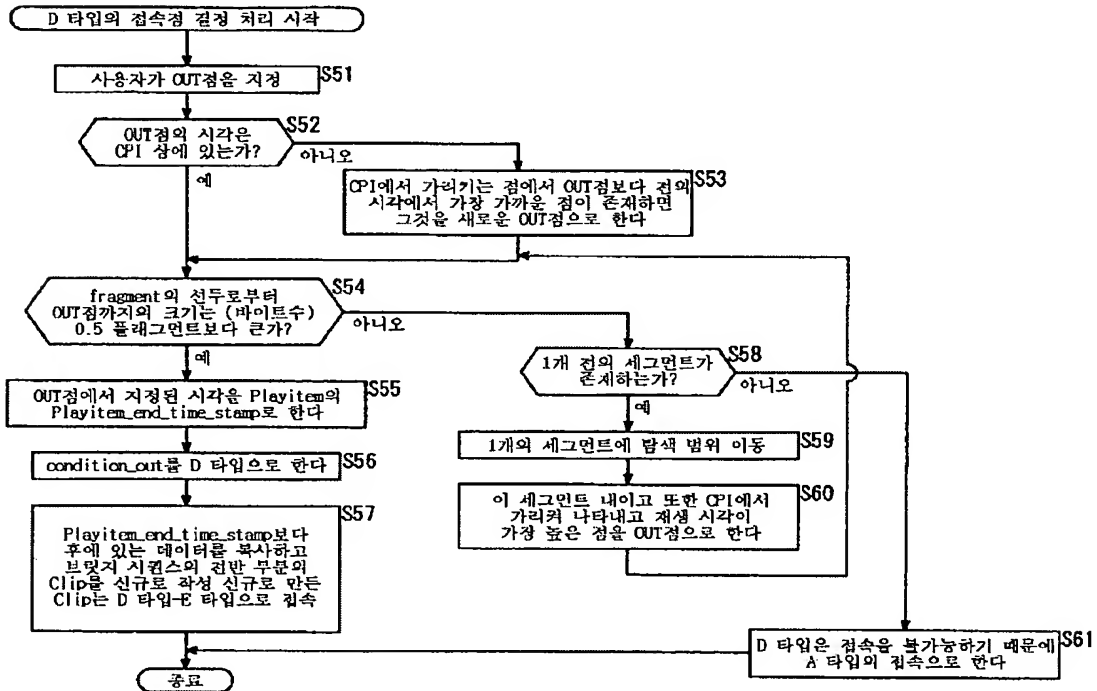 D 타입의 접속점 결정 처리 시작
사용자가 OUT점을 지정
S51
OUT점의 시각은
CPI 상에 있는가?
S52
아니오
예
CPI에서 가리키는 점에서 OUT점보다 전의
시각에서 가장 가까운 점이 존재하면
그것을 새로운 OUT점으로 한다
S53
fragment의 선두로부터
OUT점까지의 크기는 (바이트수)
0.5 플래그먼트보다 큰가?
S54
아니오
예
OUT점에서 지정된 시각은 Playitem의
Playitem_end_time_stamp로 한다
S55
condition_out를 D 타입으로 한다
S56
Playitem_end_time_stamp보다
후에 있는 데이터를 복사하고
브릿지 시퀀스의 전반 부분의
Clip를 신규로 작성 신규로 만든
Clip는 D 타입-E 타입으로 접속
S57
1개 전의 세그먼트가
존재하는가?
S58
아니오
예
1개의 세그먼트에 탐색 범위 이동
S59
이 세그먼트 내이고 또한 CPI에서
가리켜 나타내고 재생 시각이
가장 높은 점을 OUT점으로 한다
S60
D 타입은 접속을 불가능하기 때문에
A 타입의 접속으로 한다
S61
종료